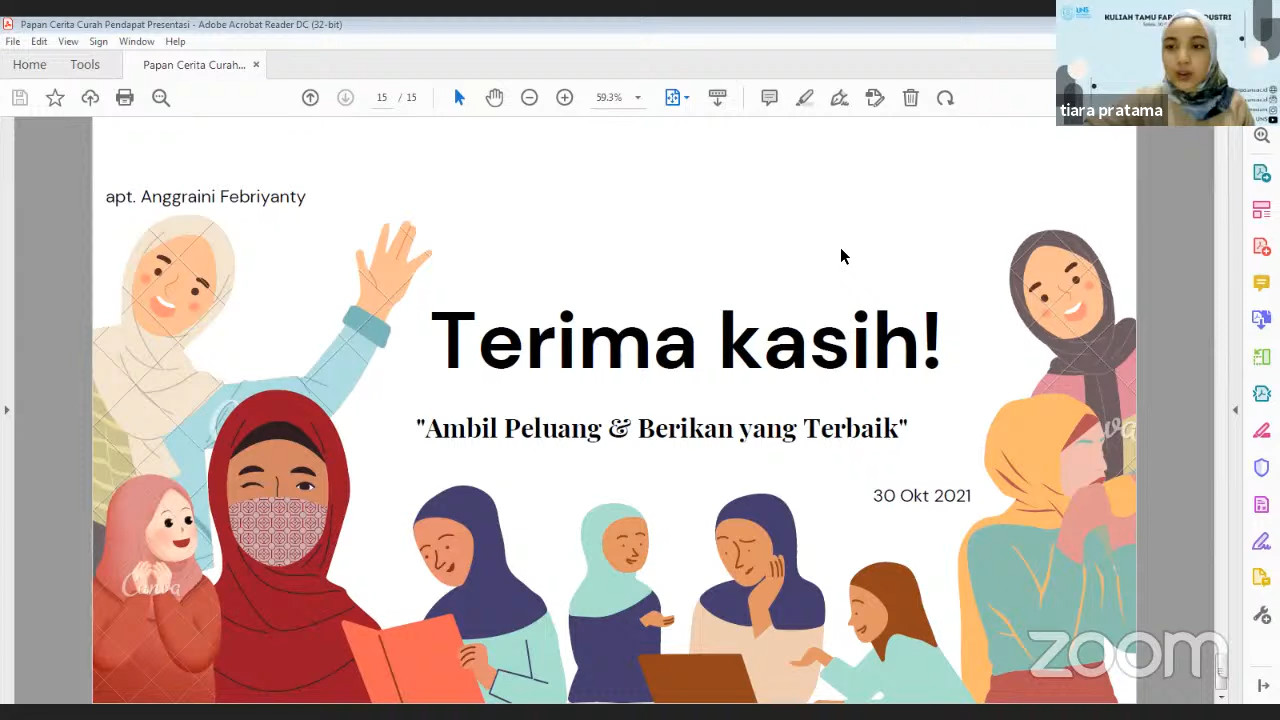 Papan Cerita Curah Pendapat Presentasi - Adobe Acrobat Reader DC (32-bit)
File Edit View Sign Window Help
Home Tools Papan Cerita Curah...
15 / 15 59.3%
UNS
KULIAH TAMU
tiara pratama
apt. Anggraini Febriyanty
Terima kasih!
"Ambil Peluang & Berikan yang Terbaik"
30 Okt 2021
Canva
zoom